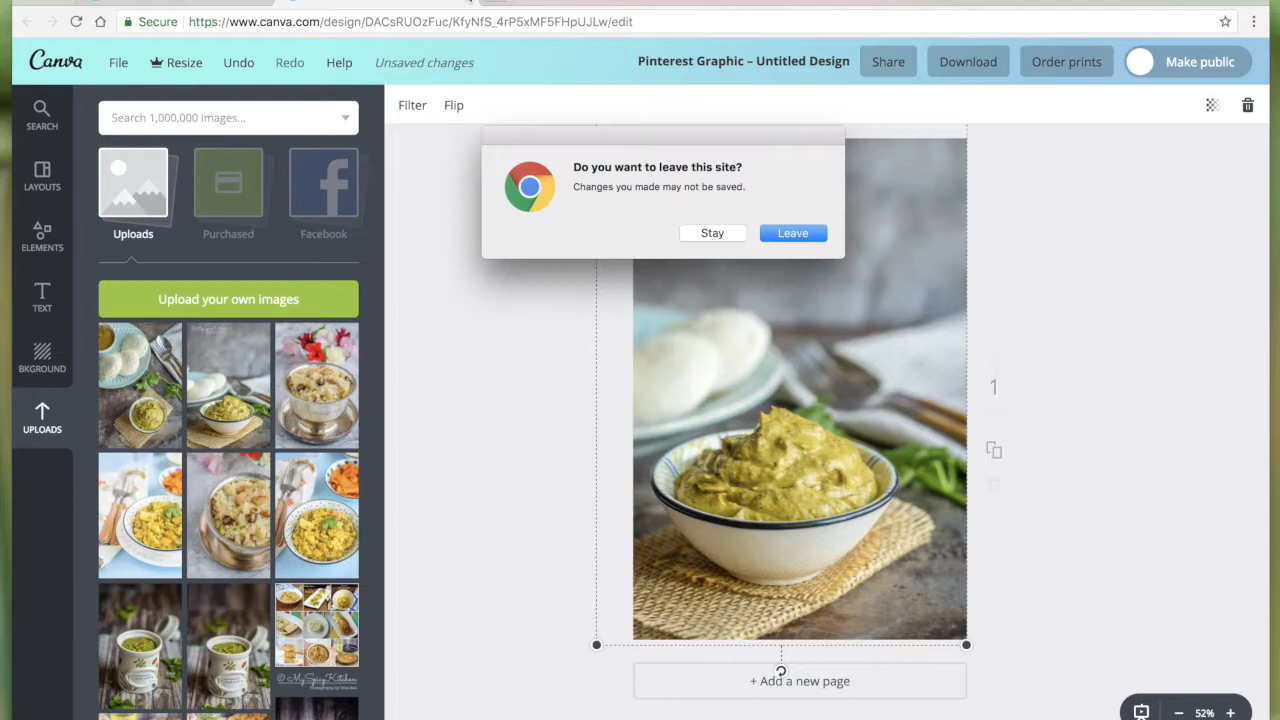 Secure https://www.canva.com/design/DACsRUOzFuc/KfyNfS_4rP5xMF5FHpUJLw/edit
Canva File Resize Undo Redo Help Unsaved changes Pinterest Graphic – Untitled Design Share Download Order prints Make public
Filter Flip
SEARCH
LAYOUTS
ELEMENTS
TEXT
BKGROUND
UPLOADS
Search 1,000,000 images...
Uploads Purchased Facebook
Upload your own images
© MySpicyKitchen
Do you want to leave this site?
Changes you made may not be saved.
Stay Leave
1
+ Add a new page
52%